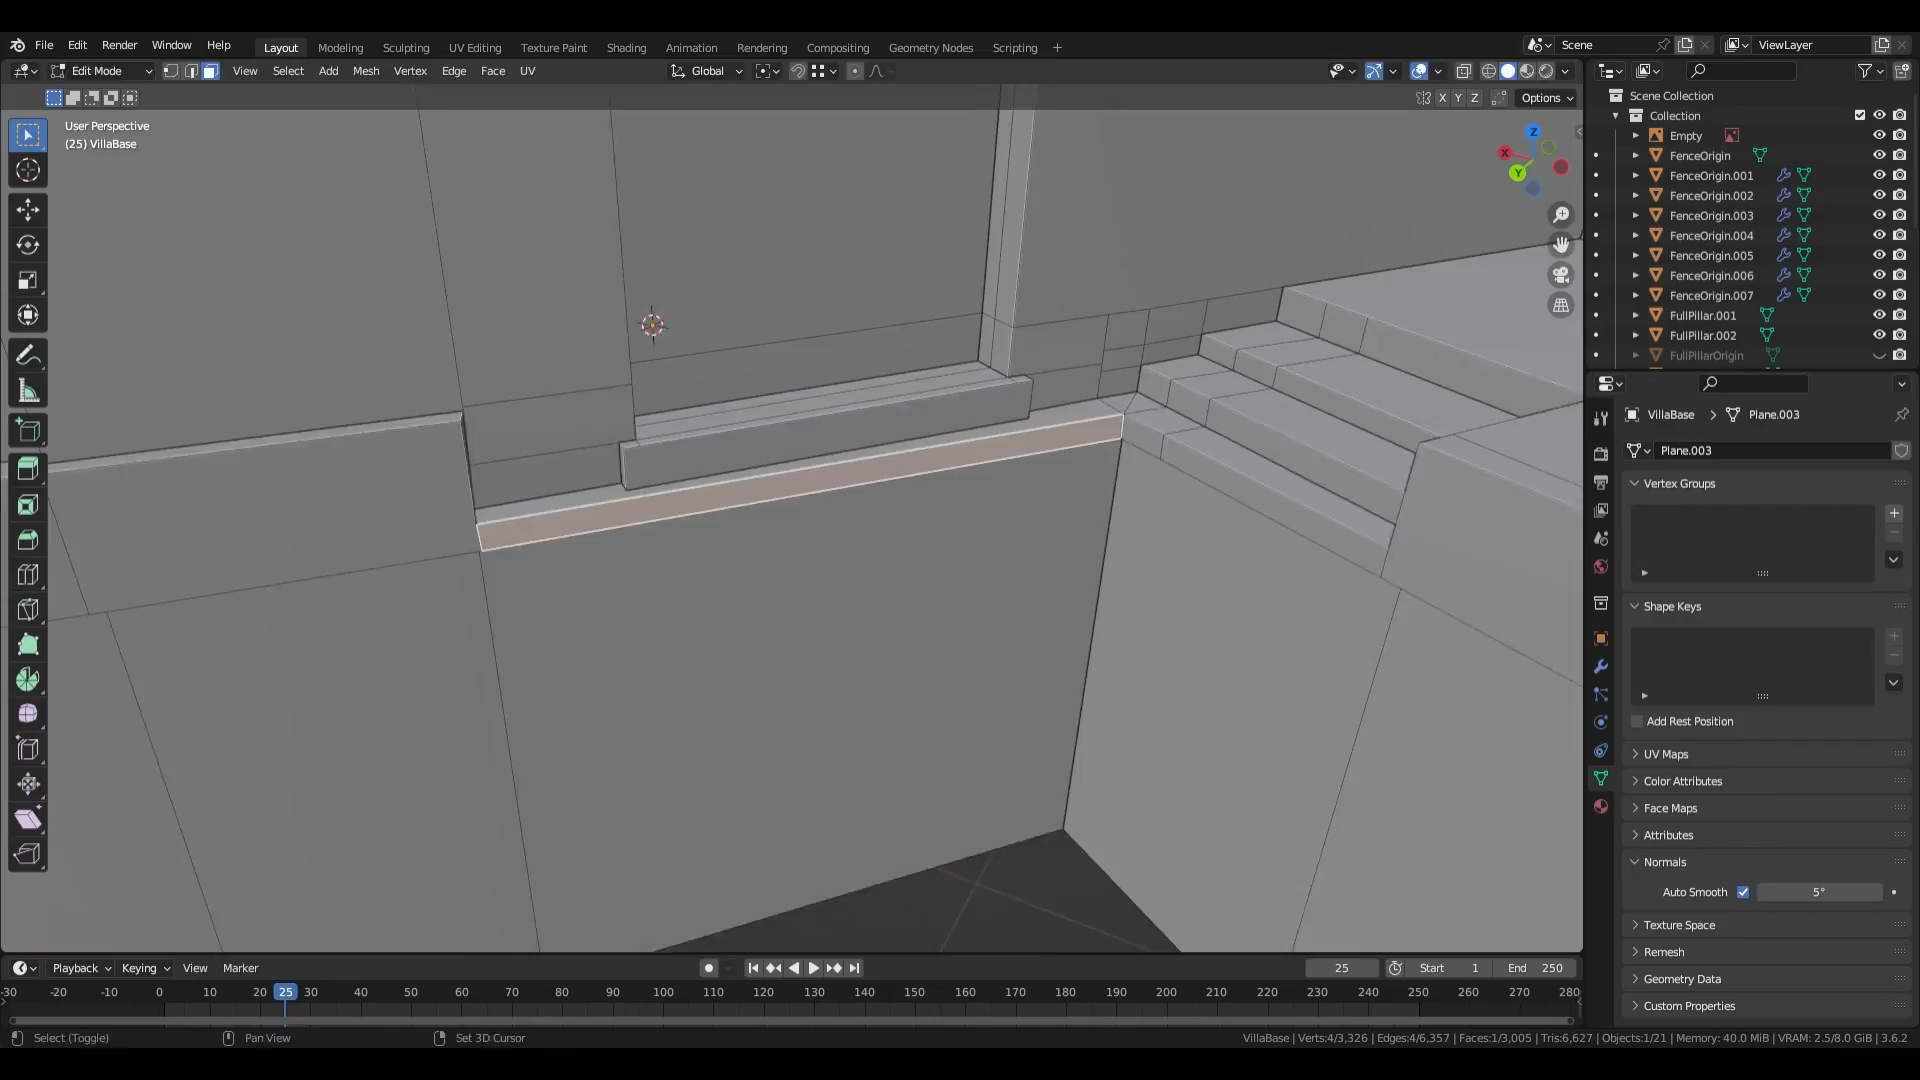 File Edit Render Window Help Layout Modeling Sculpting UV Editing Texture Paint Shading Animation Rendering Compositing Geometry Nodes Scripting + Scene ViewLayer
Edit Mode View Select Add Mesh Vertex Edge Face UV Global
X Y Z Options
User Perspective
(25) VillaBase
Z
X
Y
Scene Collection
Collection
Empty
FenceOrigin
FenceOrigin.001
FenceOrigin.002
FenceOrigin.003
FenceOrigin.004
FenceOrigin.005
FenceOrigin.006
FenceOrigin.007
FullPillar.001
FullPillar.002
FullPillarOrigin
VillaBase > Plane.003
Plane.003
Vertex Groups
Shape Keys
Add Rest Position
UV Maps
Color Attributes
Face Maps
Attributes
Normals
Auto Smooth 5°
Texture Space
Remesh
Geometry Data
Custom Properties
Playback Keying View Marker 25 Start 1 End 250
-30 -20 -10 0 10 20 25 30 40 50 60 70 80 90 100 110 120 130 140 150 160 170 180 190 200 210 220 230 240 250 260 270 280
Select (Toggle) Pan View Set 3D Cursor VillaBase | Verts:4/3,326 | Edges:4/6,357 | Faces:1/3,005 | Tris:6,627 | Objects:1/21 | Memory: 40.0 MiB | VRAM: 2.5/8.0 GiB | 3.6.2